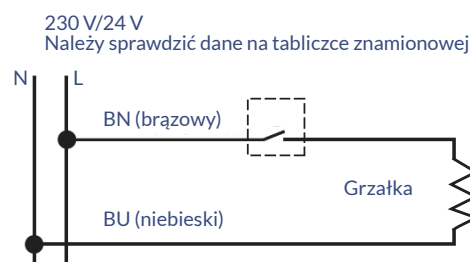 230 V/24 V
Należy sprawdzić dane na tabliczce znamionowej
N L
BN (brązowy)
Grzałka
BU (niebieski)